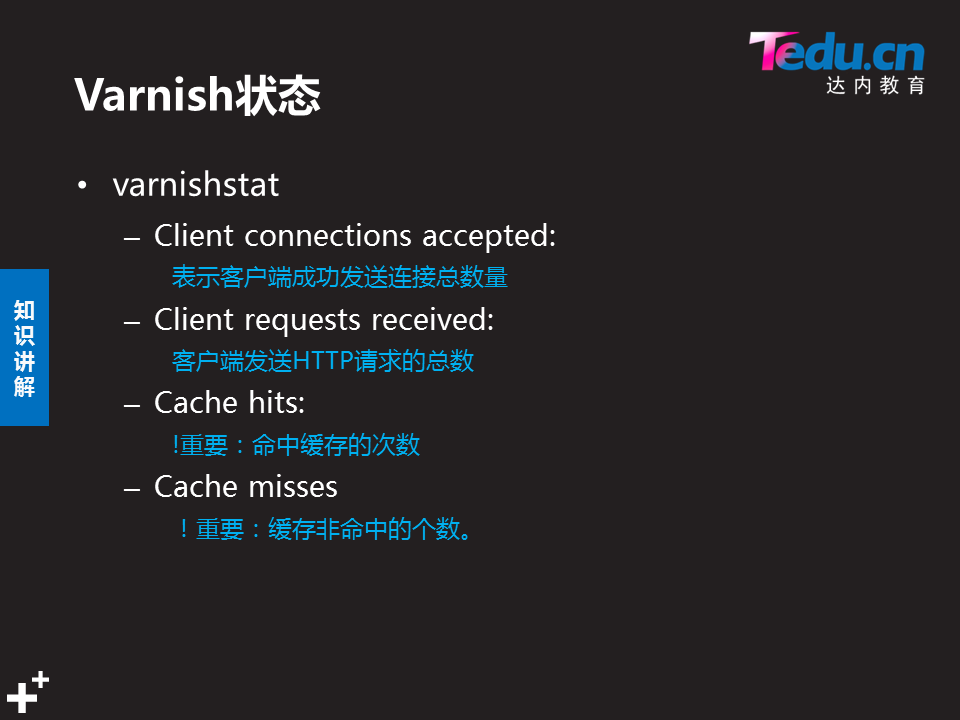 Tedu.cn
达内教育
Varnish状态
• varnishstat
– Client connections accepted:
表示客户端成功发送连接总数量
– Client requests received:
客户端发送HTTP请求的总数
– Cache hits:
!重要：命中缓存的次数
– Cache misses
！重要：缓存非命中的个数。
知识讲解